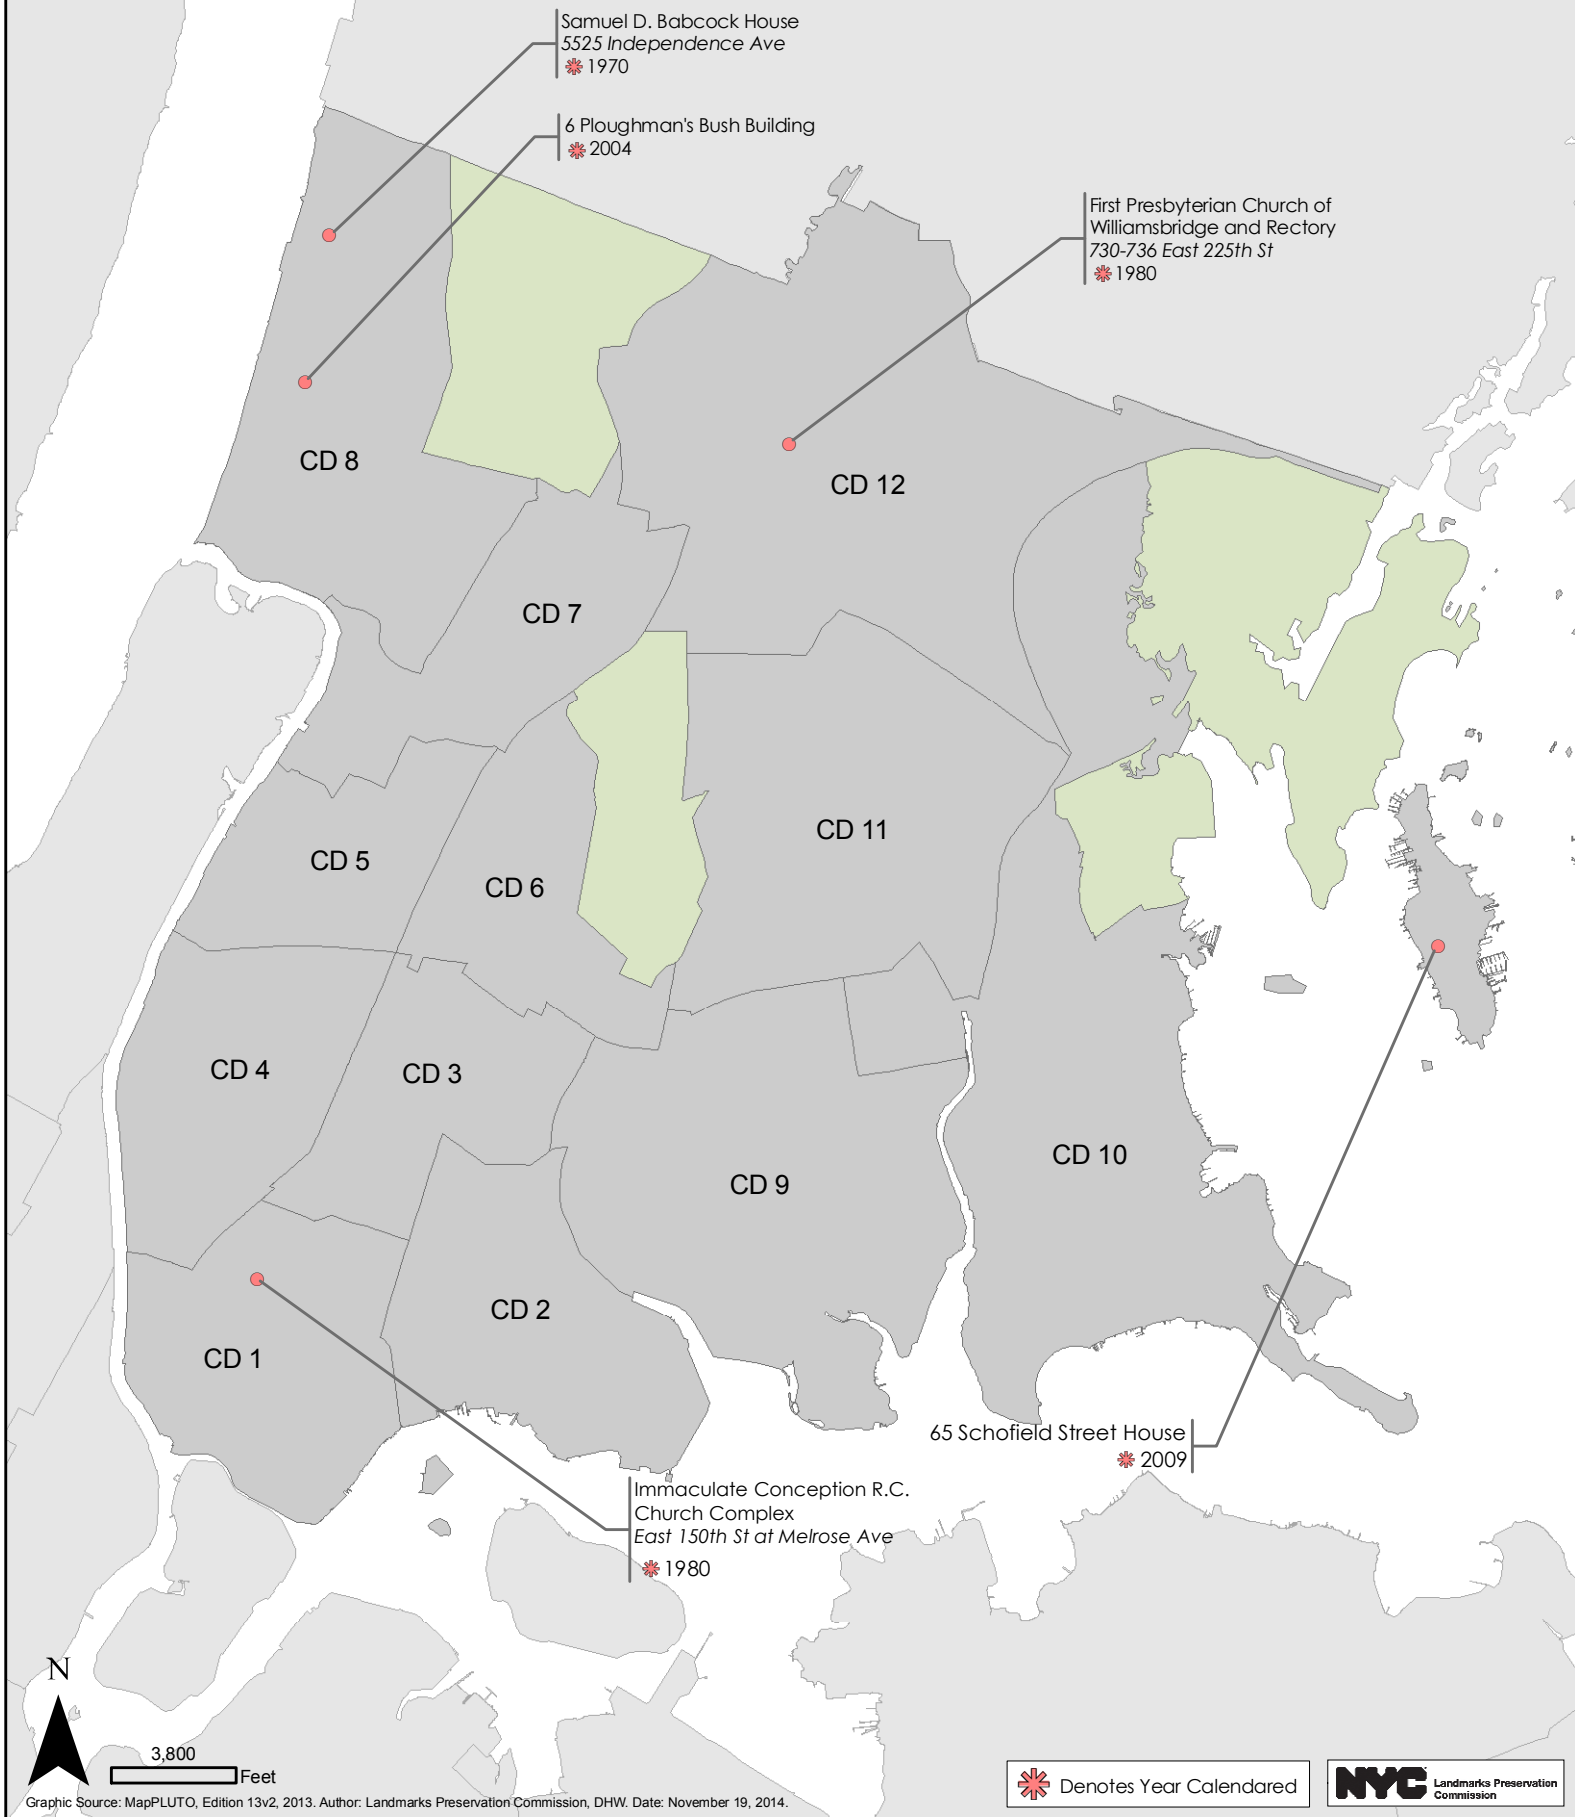 Samuel D. Babcock House
5525 Independence Ave
1970
6 Ploughman's Bush Building
2004
First Presbyterian Church of
Williamsbridge and Rectory
730-736 East 225th St
1980
CD 8
CD 12
CD 7
CD 11
CD 5
CD 6
CD 4
CD 3
CD 10
CD 9
CD 2
CD 1
65 Schofield Street House
2009
Immaculate Conception R.C.
Church Complex
East 150th St at Melrose Ave
1980
N
3,800
Feet
Denotes Year Calendared
NYC Landmarks Preservation
Commission
Graphic Source: MapPLUTO, Edition 13v2, 2013. Author: Landmarks Preservation Commission, DHW. Date: November 19, 2014.